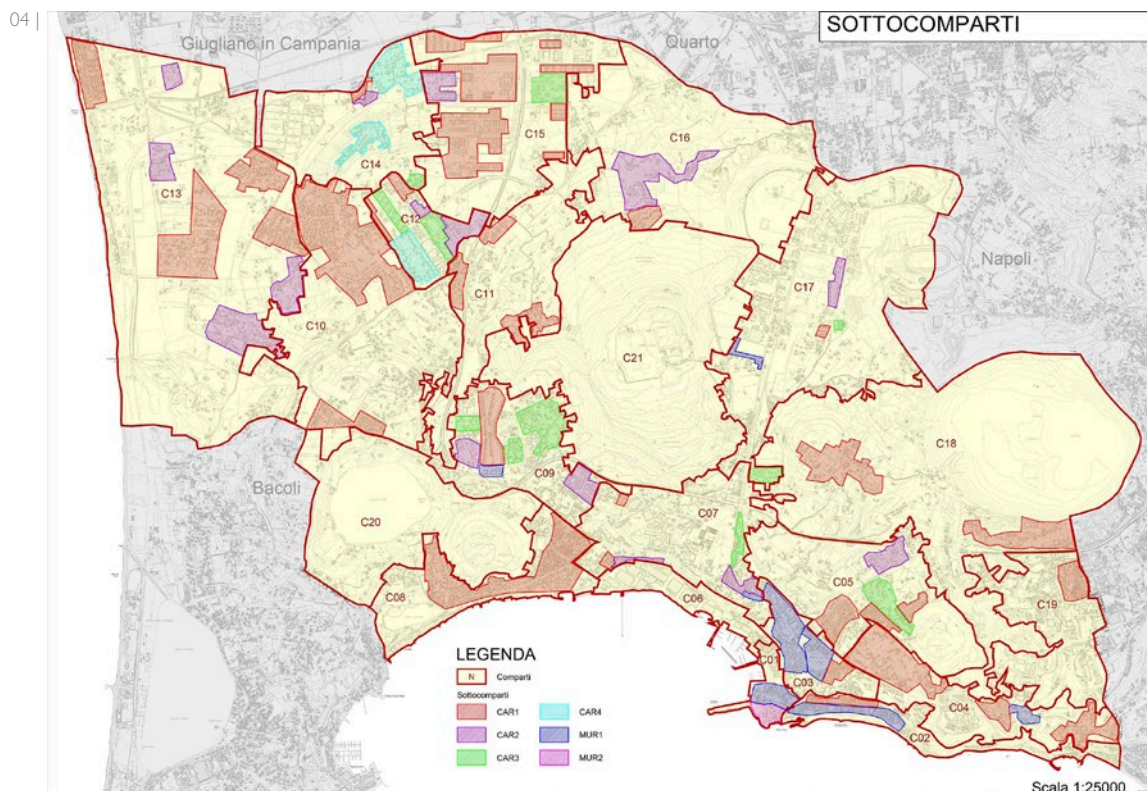 04 |
SOTTOCOMPARTI
Giugliano in Campania
Quarto
C15
C16
C14
C13
C12
Napoli
C17
C11
C10
C21
C18
C09
Bacoli
C07
C20
C05
C08
C06
C19
C01
C03
C04
C02
LEGENDA
N Comparti
Sottocomparti
CAR1 CAR4
CAR2 MUR1
CAR3 MUR2
Scala 1:25000